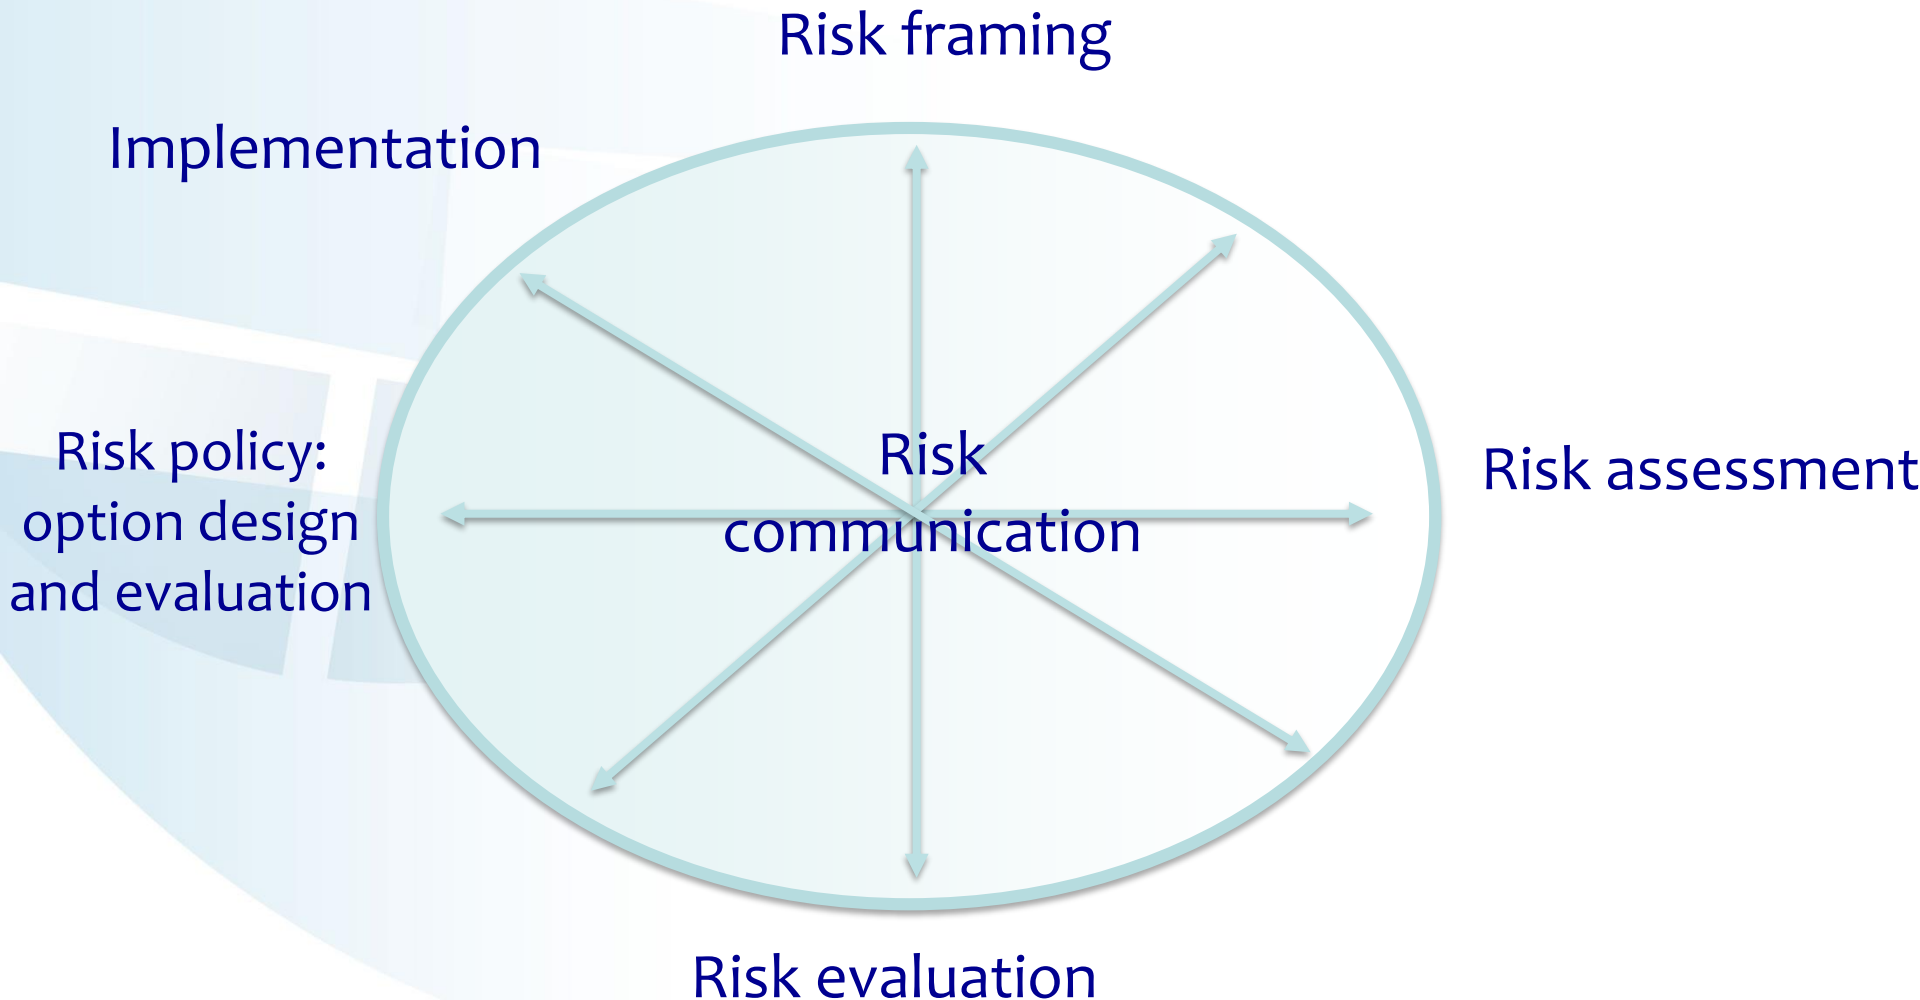 Risk framing
Implementation
Risk policy:
option design
and evaluation
Risk
communication
Risk assessment
Risk evaluation